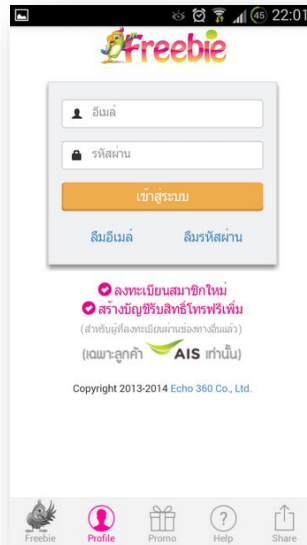 45 22:01
Freebie
อีเมล์
รหัสผ่าน
เข้าสู่ระบบ
ลืมอีเมล์ ลืมรหัสผ่าน
ลงทะเบียนสมาชิกใหม่
สร้างบัญชีรับสิทธิ์โทรฟรีเพิ่ม
(สำหรับผู้ที่ลงทะเบียนผ่านช่องทางอื่นแล้ว)
(เฉพาะลูกค้า AIS เท่านั้น)
Copyright 2013-2014 Echo 360 Co., Ltd.
Freebie Profile Promo Help Share